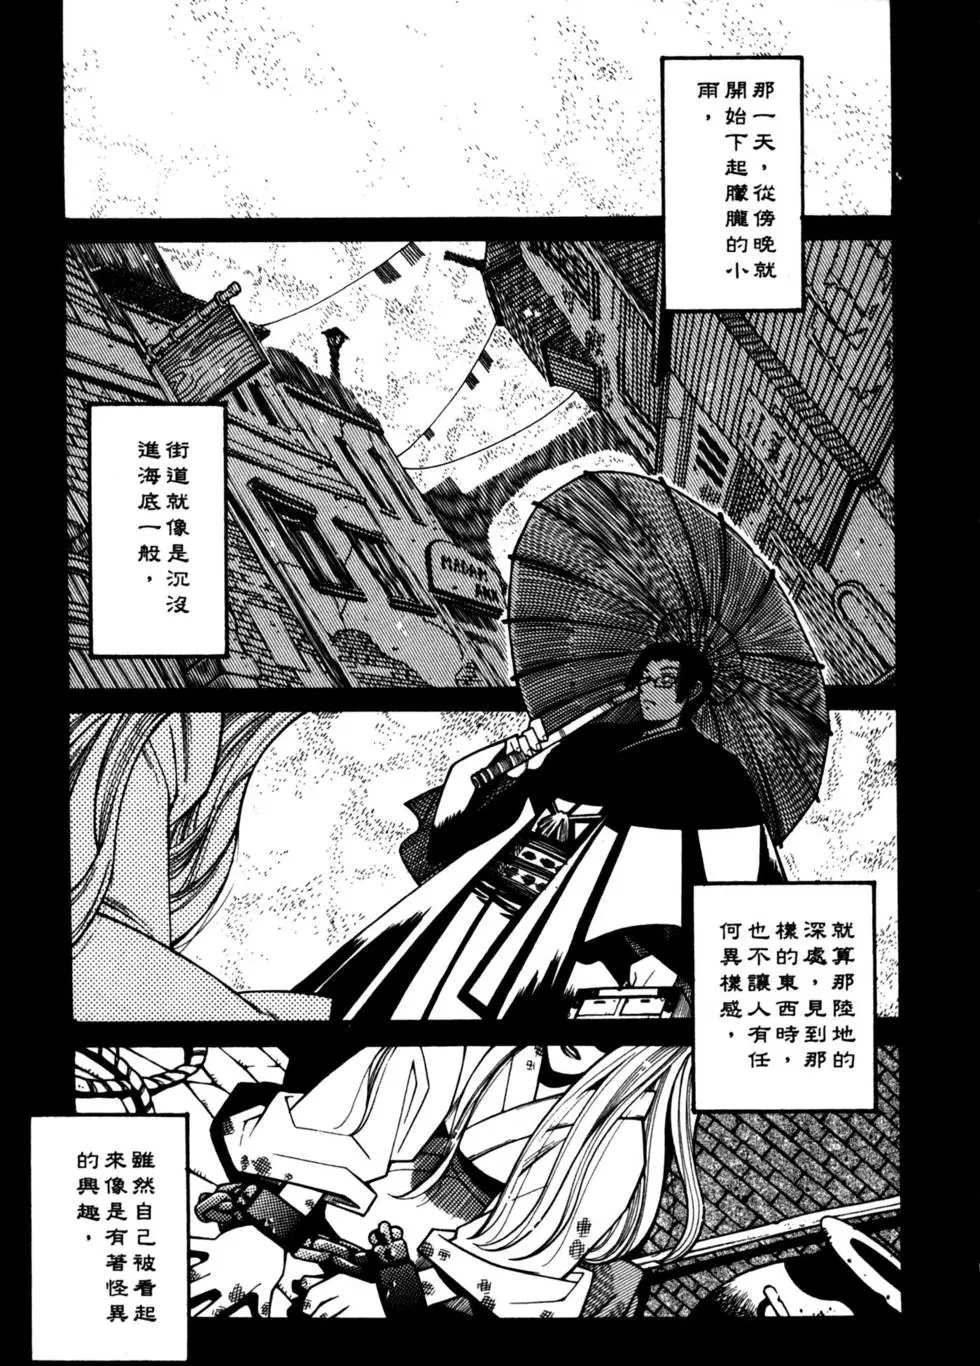 那一天，從傍晚就
開始下起朦朧的小
雨，
街道就像是沉沒
進海底一般，
MADAM
ANN
就算那陸地的
深處，見到那
樣的東西時，
也不讓人有任
何異樣感，
雖然自己被看起
來像是有著怪異
的興趣，